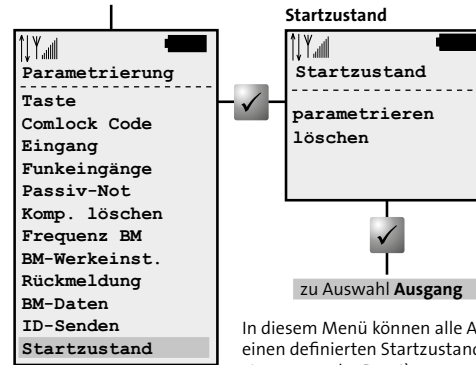 Parametrierung
Taste
Comlock Code
Eingang
Funkeingänge
Passiv-Not
Komp. löschen
Frequenz BM
BM-Werkeinst.
Rückmeldung
BM-Daten
ID-Senden
Startzustand
Startzustand
Startzustand
parametrieren
löschen
zu Auswahl Ausgang
In diesem Menü können alle A
einen definierten Startzustand